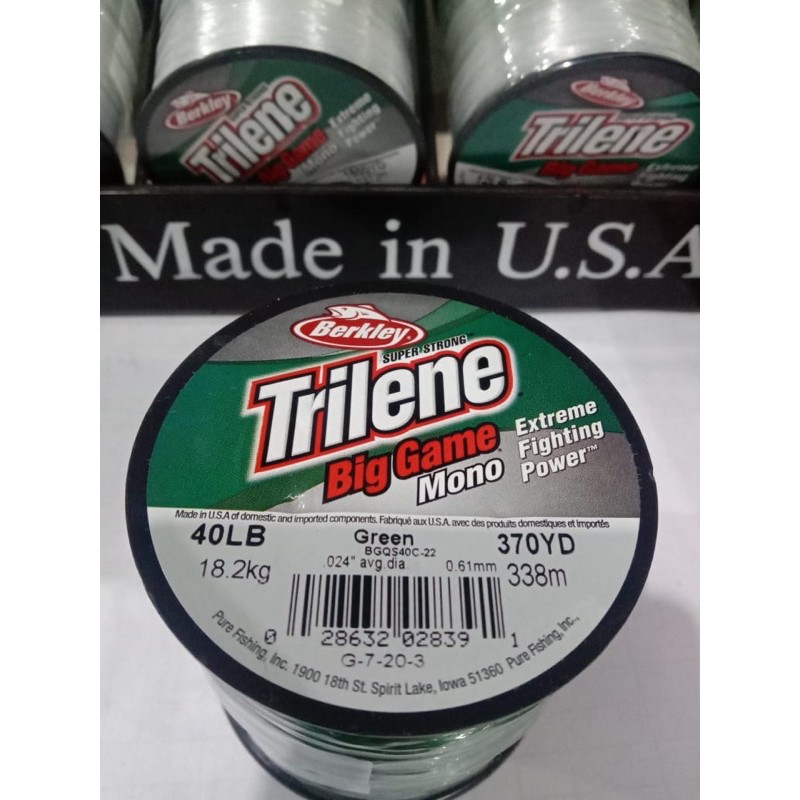 Berkley
Trilene
Big Game
Mono
Extreme
Fighting
Power
Berkley
Trilene
Big Game
Extreme
Fighting
Made in U.S.A
Berkley
SUPER STRONG™
Trilene
Big Game
Mono
Extreme
Fighting
Power™
Made in U.S.A of domestic and imported components. Fabriqué aux U.S.A. avec des produits domestiques et importés
40LB Green 370YD
BGQS40C-22
18.2kg .024" avg.dia. 0.61mm 338m
0 28632 02839 1
G-7-20-3
Pure Fishing, Inc. 1900 18th St. Spirit Lake, Iowa 51360 Pure Fishing, Inc.,